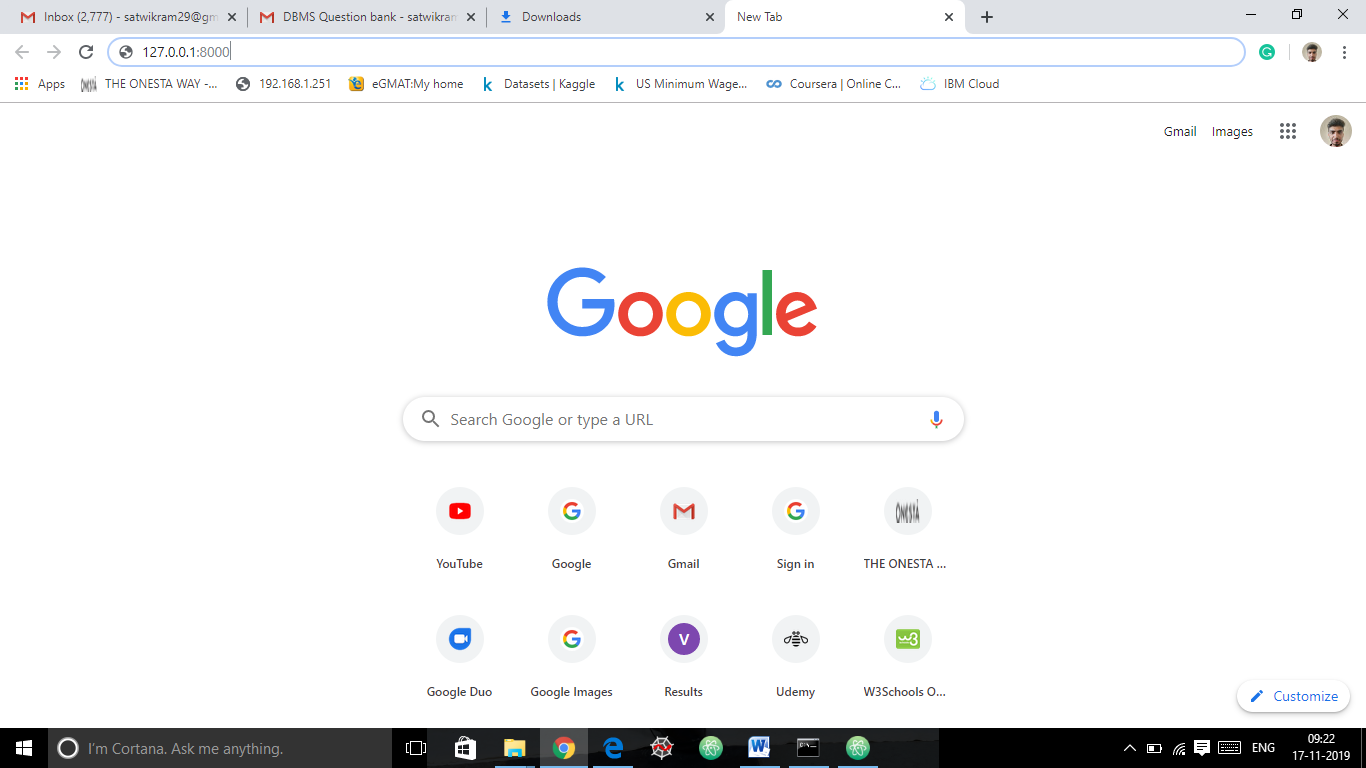 Inbox (2,777) - satwikram29@gm
DBMS Question bank - satwikram
Downloads
New Tab
127.0.0.1:8000
Apps
THE ONESTA WAY -...
192.168.1.251
eGMAT:My home
Datasets | Kaggle
US Minimum Wage...
Coursera | Online C...
IBM Cloud
Gmail
Images
Google
Search Google or type a URL
ONESTÀ
YouTube
Google
Gmail
Sign in
THE ONESTA ...
V
w3
Google Duo
Google Images
Results
Udemy
W3Schools O...
Customize
I'm Cortana. Ask me anything.
ENG
09:22
17-11-2019